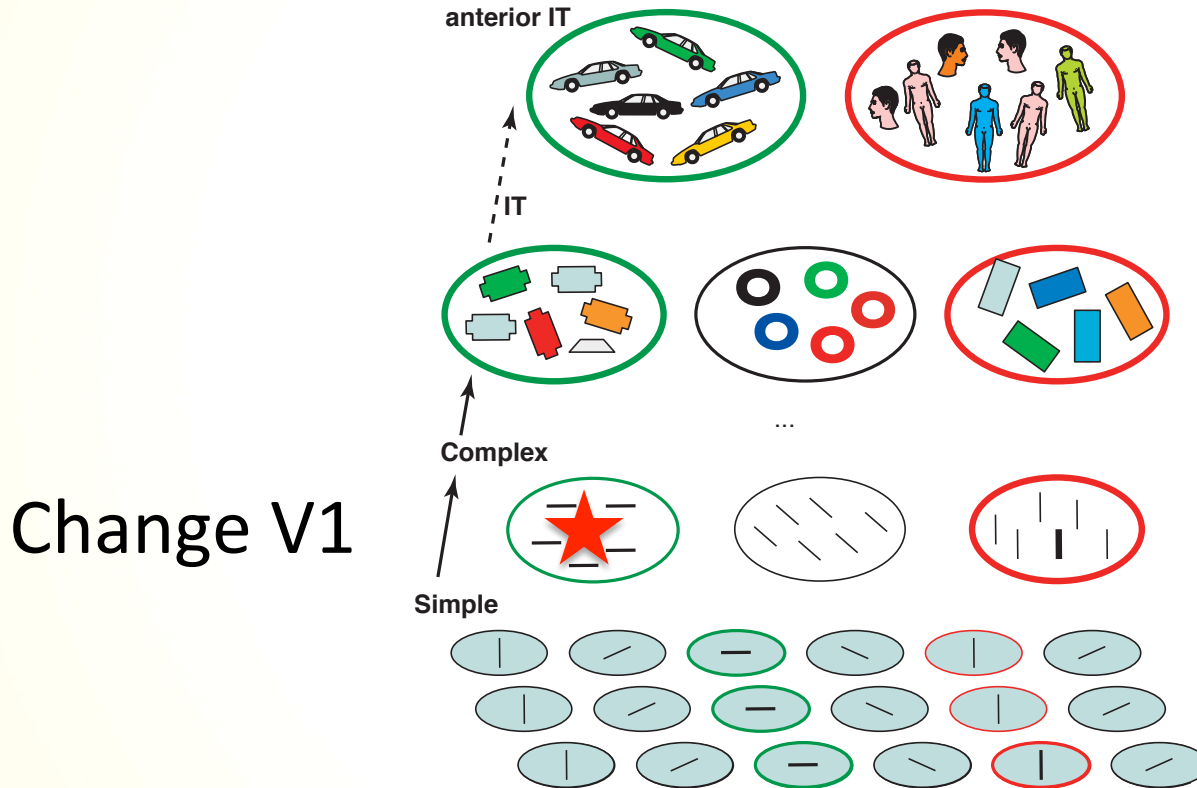 anterior IT
IT
...
Complex
Change V1
Simple